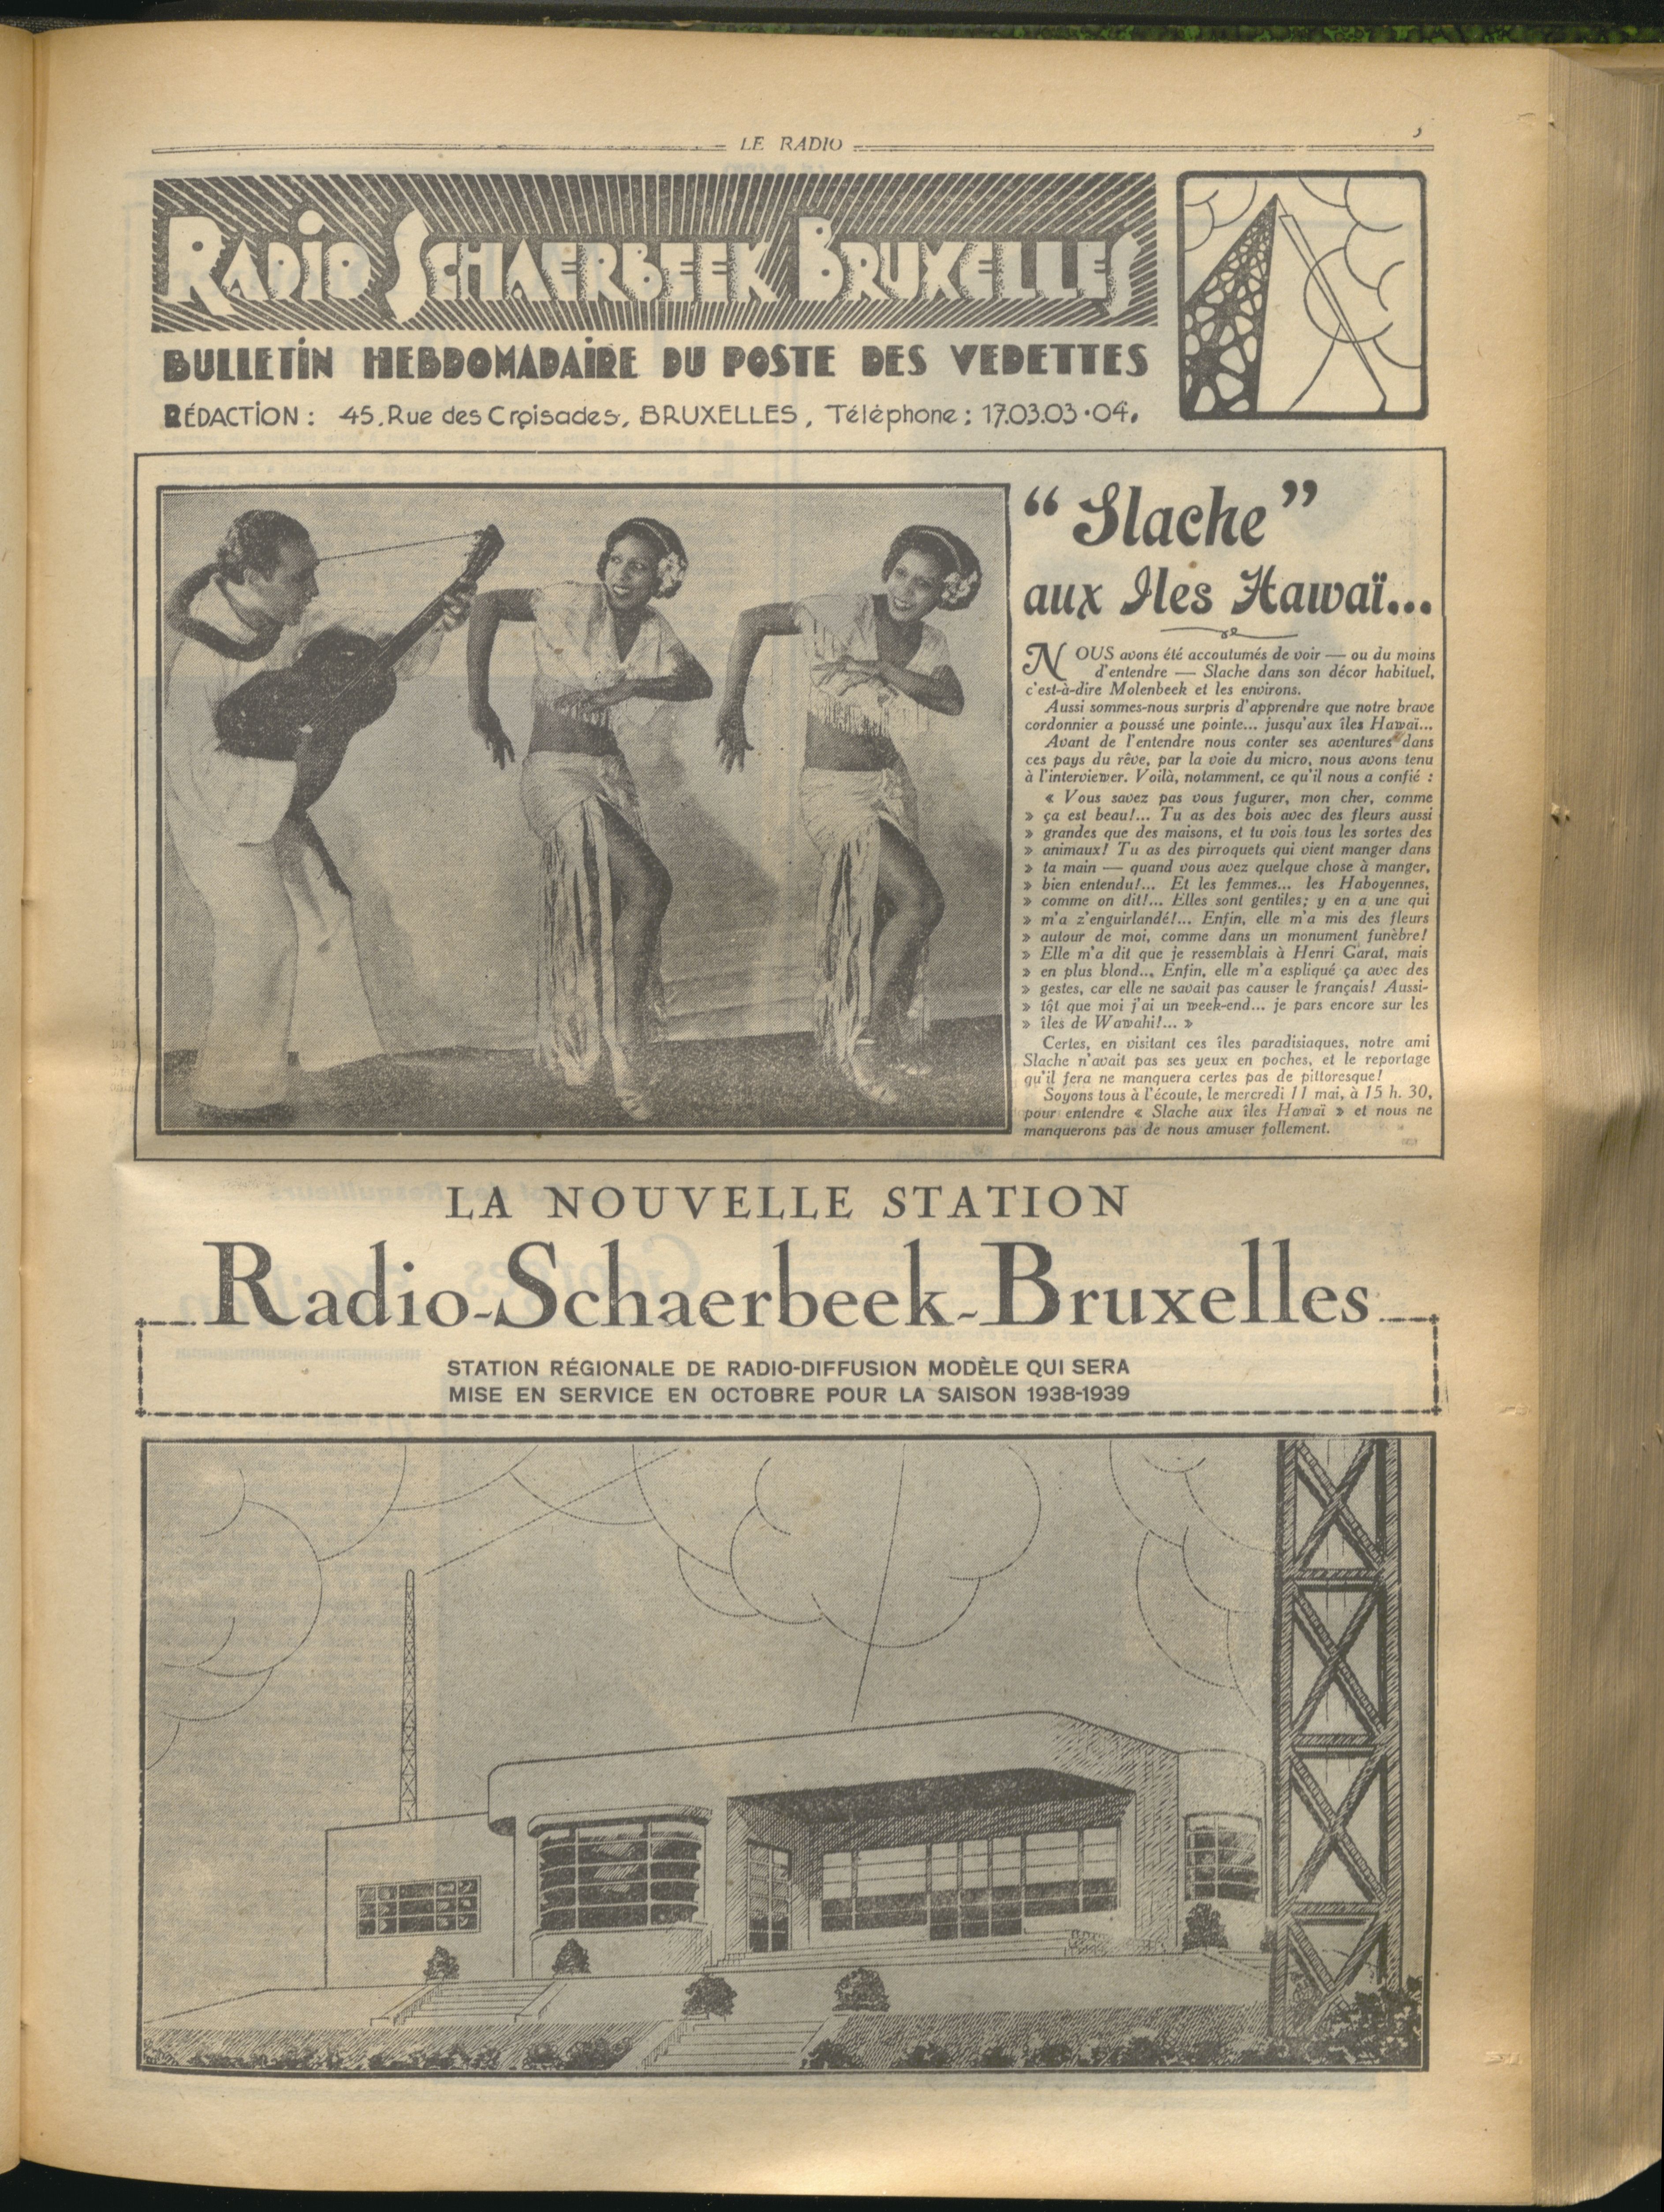 LE RADIO
RADIO SCHAERBEEK BRUXELLES
BULLETIN HEBDOMADAIRE DU POSTE DES VEDETTES
RÉDACTION : 45, Rue des Croisades, BRUXELLES, Téléphone : 17.03.03 • 04.
“Slache”
aux Iles Hawaï...
NOUS avons été accoutumés de voir — ou du moins
d'entendre — Slache dans son décor habituel,
c'est-à-dire Molenbeek et les environs.
Aussi sommes-nous surpris d'apprendre que notre brave
cordonnier a poussé une pointe... jusqu'aux îles Hawaï...
Avant de l'entendre nous conter ses aventures dans
ces pays du rêve, par la voie du micro, nous avons tenu
à l'interviewer. Voilà, notamment, ce qu'il nous a confié :
« Vous savez pas vous fugurer, mon cher, comme
» ça est beau!... Tu as des bois avec des fleurs aussi
» grandes que des maisons, et tu vois tous les sortes des
» animaux! Tu as des pirroquets qui vient manger dans
» ta main — quand vous avez quelque chose à manger,
» bien entendu!... Et les femmes... les Haboyennes,
» comme on dit!... Elles sont gentiles; y en a une qui
» m'a z'enguirlandé!... Enfin, elle m'a mis des fleurs
» autour de moi, comme dans un monument funèbre!
» Elle m'a dit que je ressemblais à Henri Garat, mais
» en plus blond... Enfin, elle m'a espliqué ça avec des
» gestes, car elle ne savait pas causer le français! Aussi-
» tôt que moi j'ai un week-end... je pars encore sur les
» îles de Wawahi!... »
Certes, en visitant ces îles paradisiaques, notre ami
Slache n'avait pas ses yeux en poches, et le reportage
qu'il fera ne manquera certes pas de pittoresque!
Soyons tous à l'écoute, le mercredi 11 mai, à 15 h. 30,
pour entendre « Slache aux îles Hawaï » et nous ne
manquerons pas de nous amuser follement.
LA NOUVELLE STATION
Radio-Schaerbeek-Bruxelles
STATION RÉGIONALE DE RADIO-DIFFUSION MODÈLE QUI SERA
MISE EN SERVICE EN OCTOBRE POUR LA SAISON 1938-1939